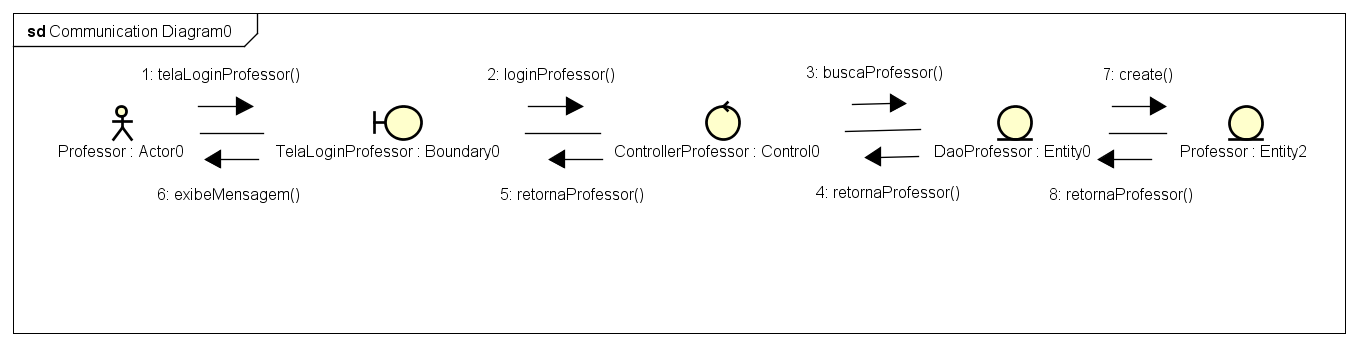 sd Communication Diagram0
1: telaLoginProfessor()
2: loginProfessor()
3: buscaProfessor()
7: create()
Professor : Actor0
TelaLoginProfessor : Boundary0
ControllerProfessor : Control0
DaoProfessor : Entity0
Professor : Entity2
6: exibeMensagem()
5: retornaProfessor()
4: retornaProfessor()
8: retornaProfessor()